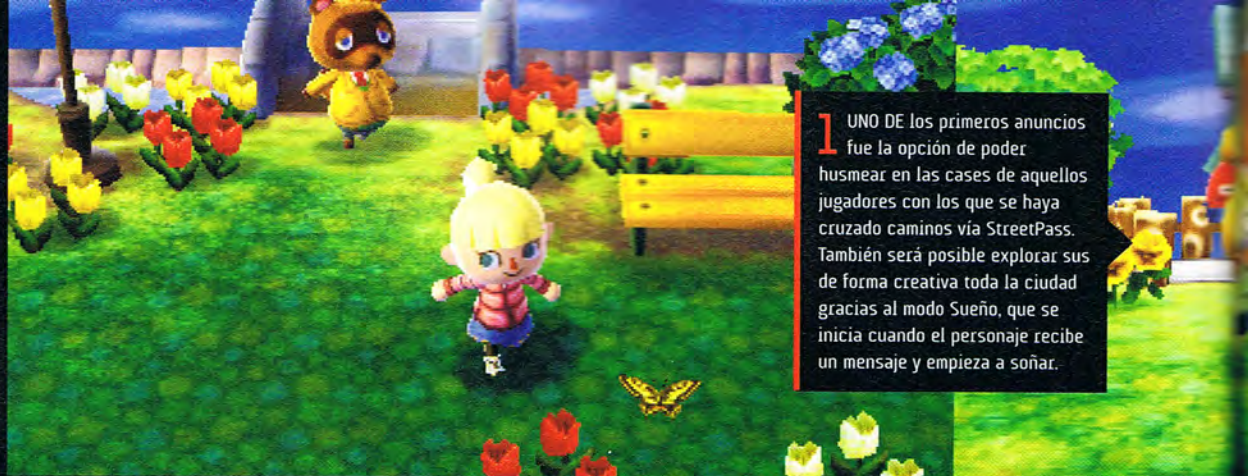 1 UNO DE los primeros anuncios
fue la opción de poder
husmear en las cases de aquellos
jugadores con los que se haya
cruzado caminos vía StreetPass.
También será posible explorar sus
de forma creativa toda la ciudad
gracias al modo Sueño, que se
inicia cuando el personaje recibe
un mensaje y empieza a soñar.